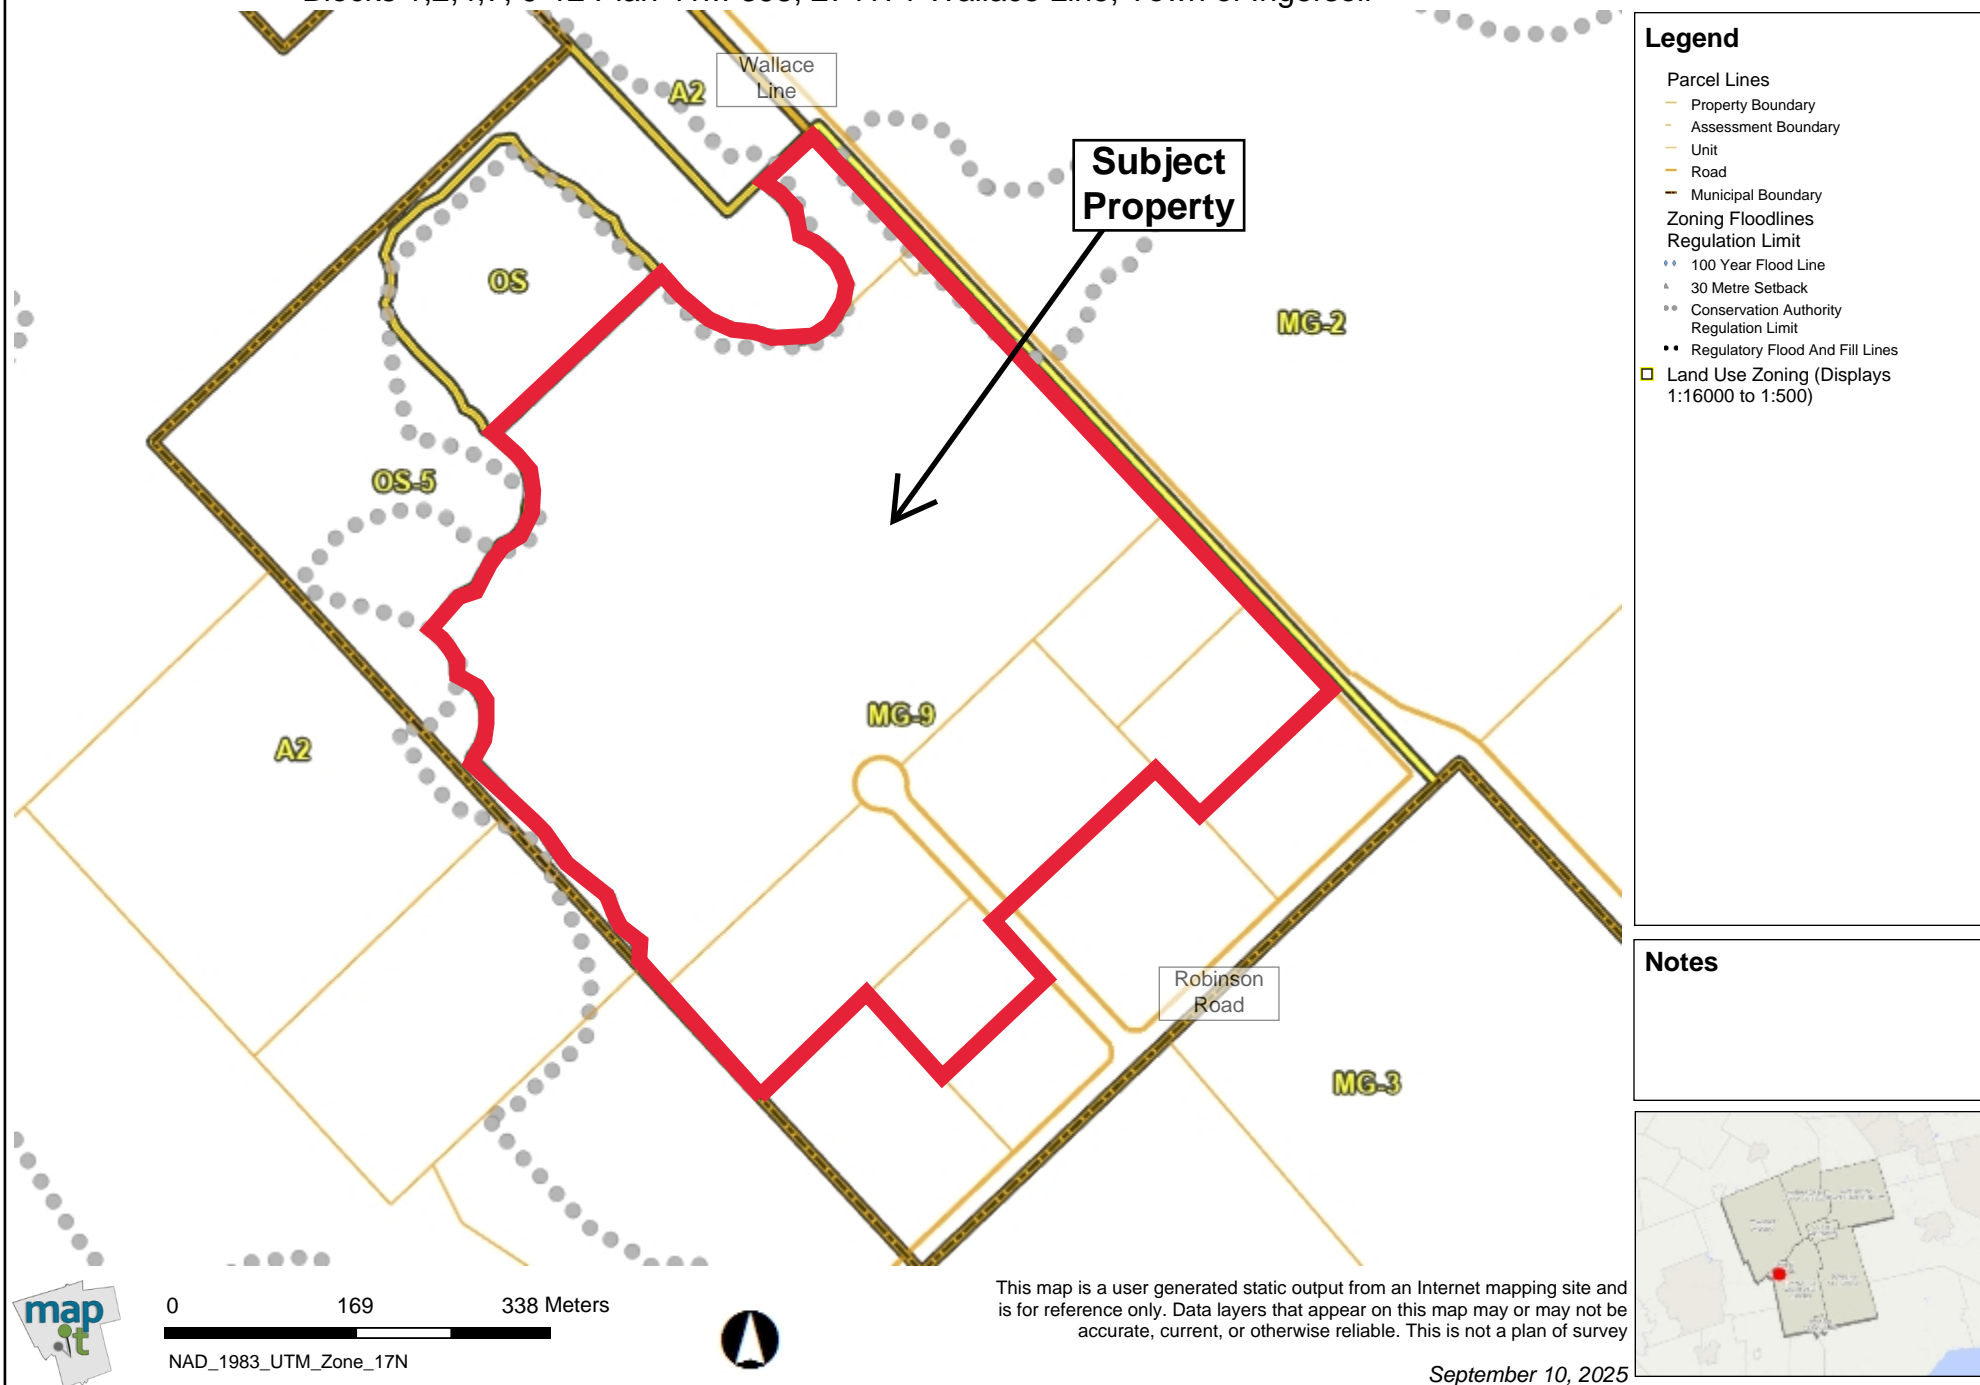 Wallace
Line
A2
Subject
Property
OS
MG-2
OS-5
MG-9
A2
Robinson
Road
MG-3
Legend
Parcel Lines
Property Boundary
Assessment Boundary
Unit
Road
Municipal Boundary
Zoning Floodlines
Regulation Limit
100 Year Flood Line
30 Metre Setback
Conservation Authority
Regulation Limit
Regulatory Flood And Fill Lines
Land Use Zoning (Displays
1:16000 to 1:500)
Notes
map
it
0 169 338 Meters
NAD_1983_UTM_Zone_17N
This map is a user generated static output from an Internet mapping site and
is for reference only. Data layers that appear on this map may or may not be
accurate, current, or otherwise reliable. This is not a plan of survey
September 10, 2025